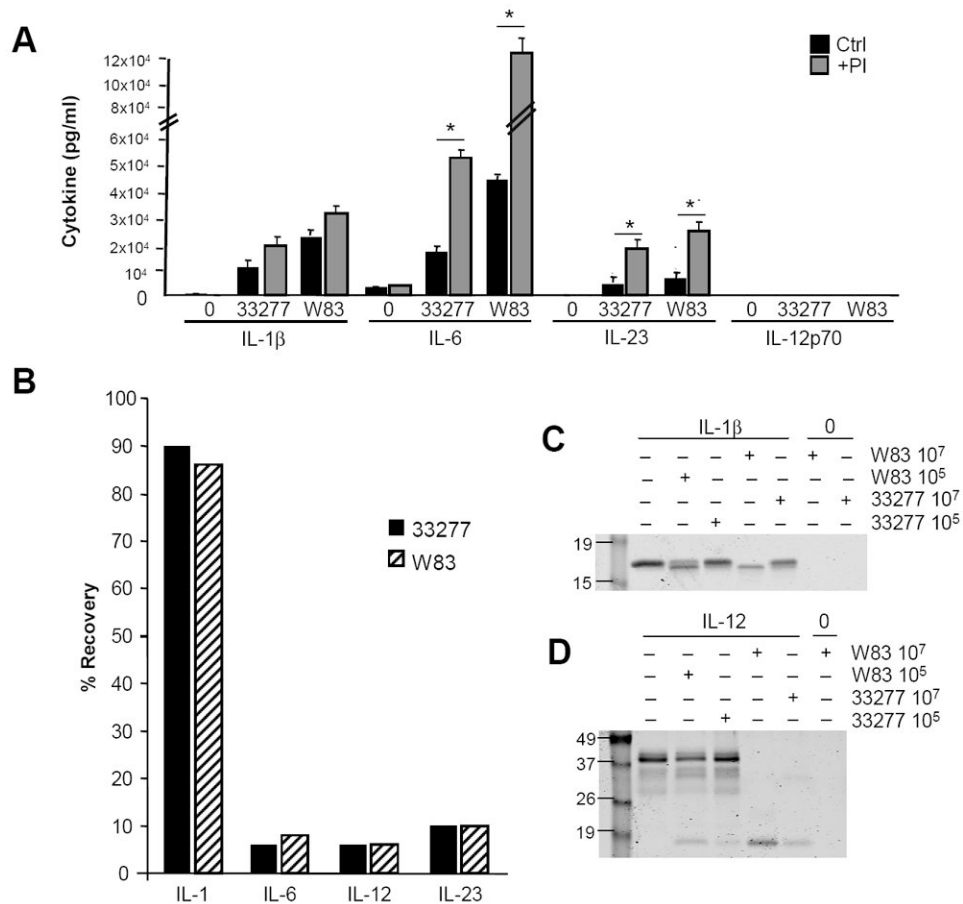 A
* * * *
Ctrl
+PI
Cytokine (pg/ml)
12x10⁴
10x10⁴
8x10⁴
6x10⁴
5x10⁴
4x10⁴
3x10⁴
2x10⁴
10⁴
0
0 33277 W83 0 33277 W83 0 33277 W83 0 33277 W83
IL-1β IL-6 IL-23 IL-12p70
B
% Recovery
100
90
80
70
60
50
40
30
20
10
0
IL-1 IL-6 IL-12 IL-23
33277
W83
C
IL-1β 0
– – – + – + – W83 10⁷
– + – – – – – W83 10⁵
– – – – + – + 33277 10⁷
– – + – – – – 33277 10⁵
19
15
D
IL-12 0
– – – + – + W83 10⁷
– + – – – – W83 10⁵
– – – – + – 33277 10⁷
– – + – – – 33277 10⁵
49
37
26
19